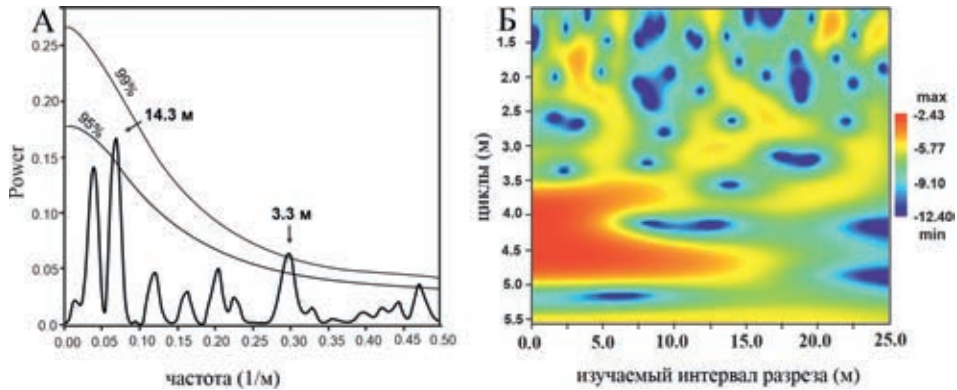 А
Power
0.25
0.20
0.15
0.10
0.05
0.0
99%
95%
14.3 м
3.3 м
0.00 0.05 0.10 0.15 0.20 0.25 0.30 0.35 0.40 0.45 0.50
частота (1/м)
Б
циклы (м)
1.5
2.0
2.5
3.0
3.5
4.0
4.5
5.0
5.5
0.0 5.0 10.0 15.0 20.0 25.0
изучаемый интервал разреза (м)
max
-2.43
-5.77
-9.10
-12.400
min